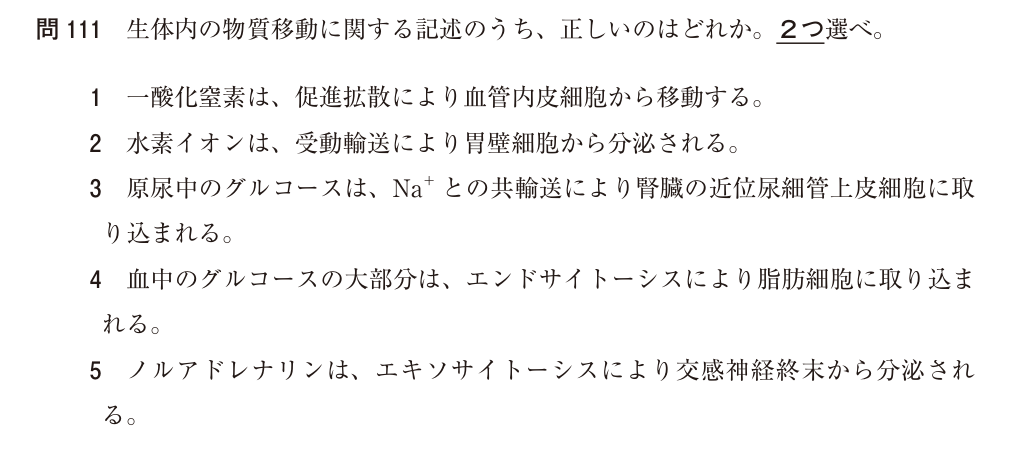 問 111　生体内の物質移動に関する記述のうち、正しいのはどれか。２つ選べ。
1　一酸化窒素は、促進拡散により血管内皮細胞から移動する。
2　水素イオンは、受動輸送により胃壁細胞から分泌される。
3　原尿中のグルコースは、Na⁺ との共輸送により腎臓の近位尿細管上皮細胞に取
り込まれる。
4　血中のグルコースの大部分は、エンドサイトーシスにより脂肪細胞に取り込ま
れる。
5　ノルアドレナリンは、エキソサイトーシスにより交感神経終末から分泌され
る。